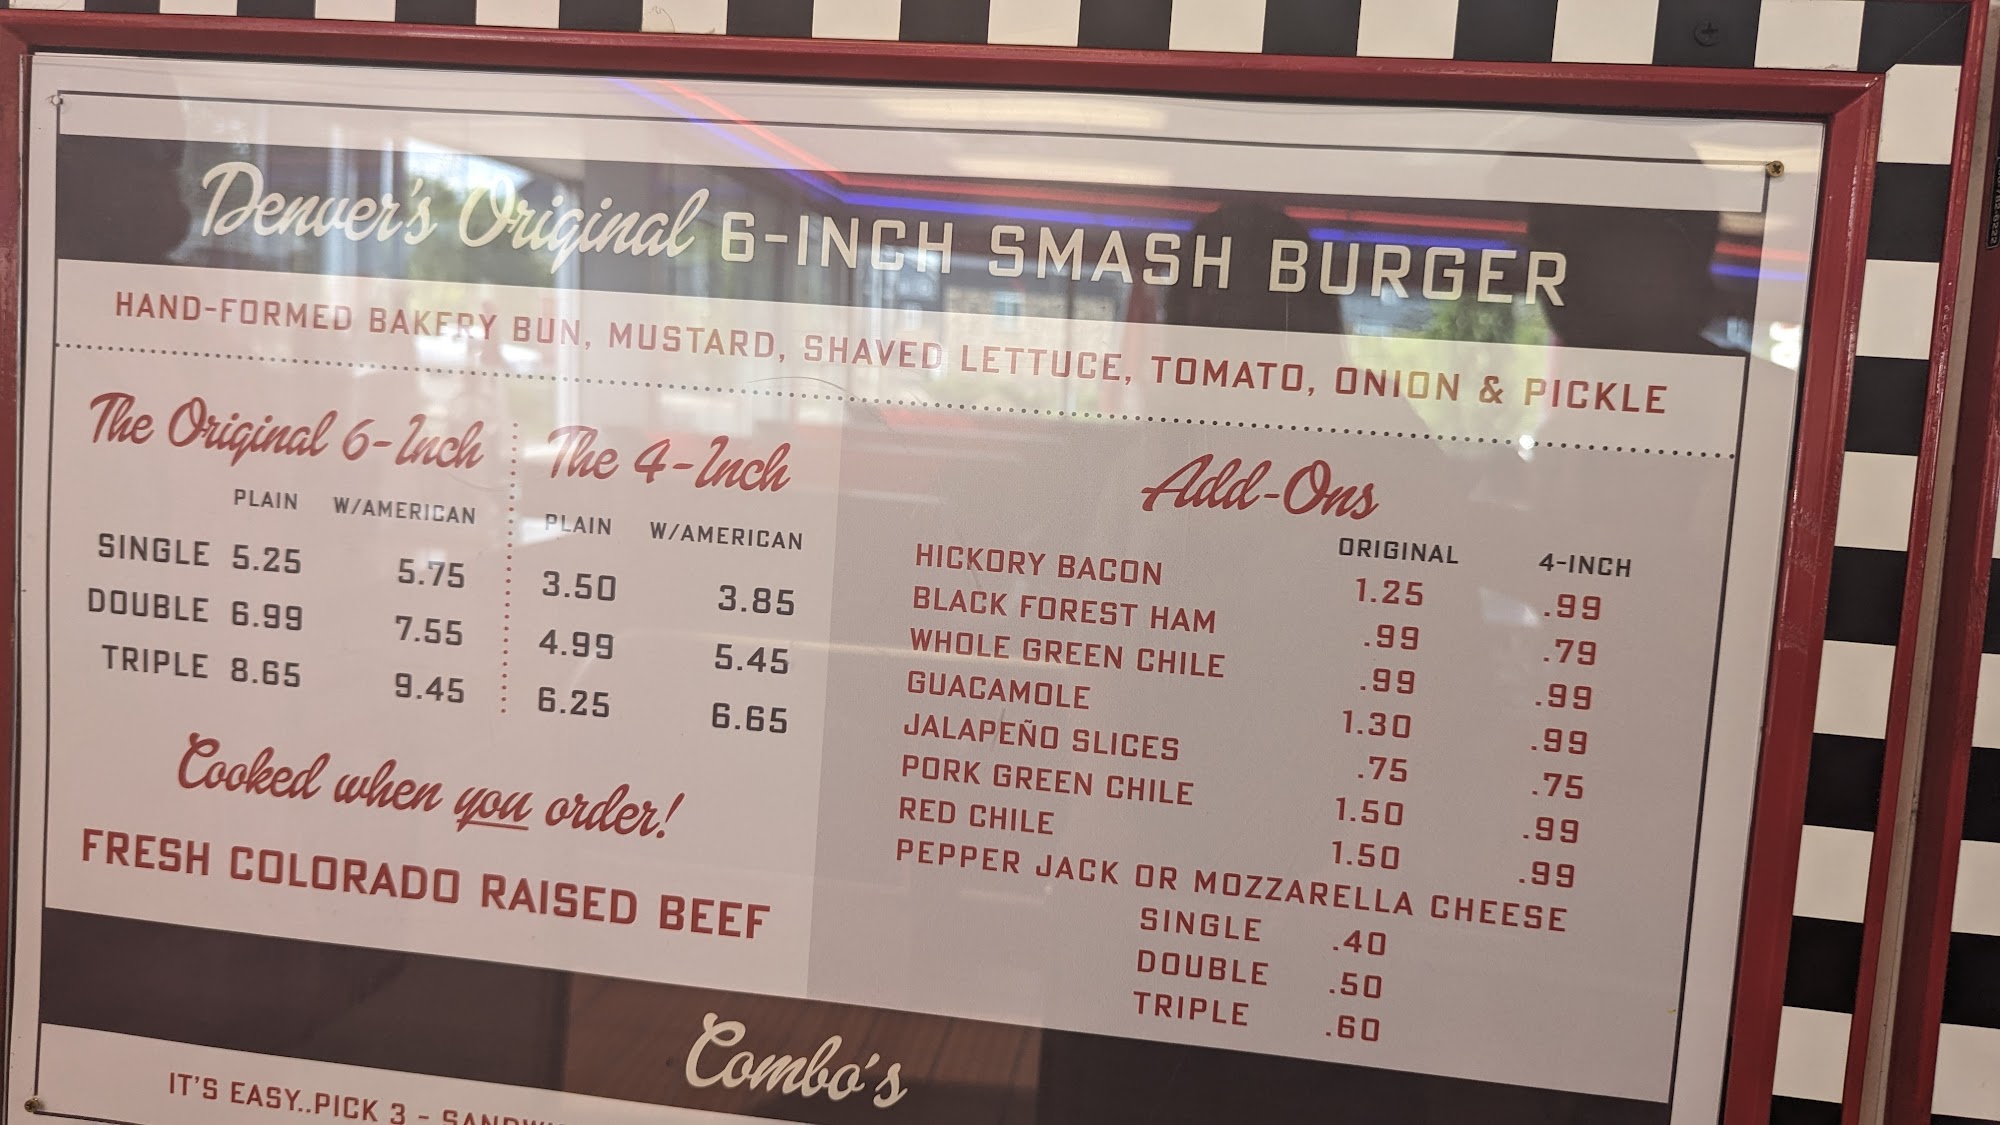 Denver's Original 6-INCH SMASH BURGER
HAND-FORMED BAKERY BUN, MUSTARD, SHAVED LETTUCE, TOMATO, ONION & PICKLE
The Original 6-Inch
PLAIN W/AMERICAN
SINGLE 5.25 5.75
DOUBLE 6.99 7.55
TRIPLE 8.65 9.45
The 4-Inch
PLAIN W/AMERICAN
3.50 3.85
4.99 5.45
6.25 6.65
Cooked when you order!
FRESH COLORADO RAISED BEEF
Add-Ons
ORIGINAL 4-INCH
HICKORY BACON 1.25 .99
BLACK FOREST HAM .99 .79
WHOLE GREEN CHILE .99 .99
GUACAMOLE 1.30 .99
JALAPEÑO SLICES .75 .75
PORK GREEN CHILE 1.50 .99
RED CHILE 1.50 .99
PEPPER JACK OR MOZZARELLA CHEESE
SINGLE .40
DOUBLE .50
TRIPLE .60
Combo's
IT'S EASY..PICK 3 -